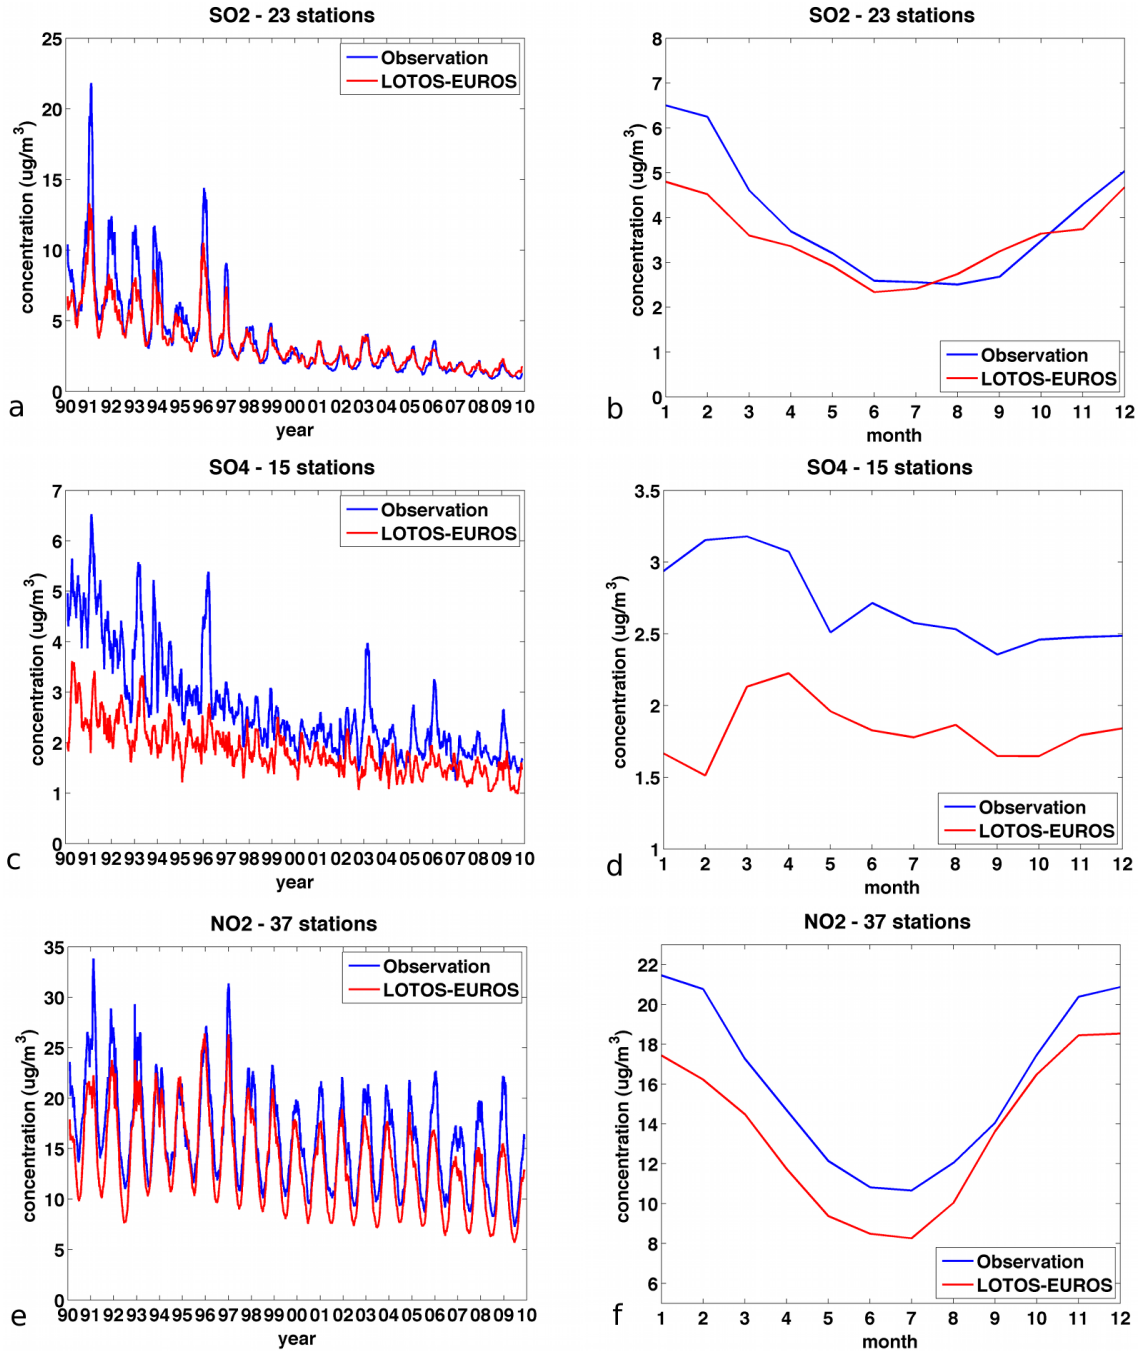 SO2 - 23 stations
concentration (ug/m3)
25
20
15
10
5
0
Observation
LOTOS-EUROS
90 91 92 93 94 95 96 97 98 99 00 01 02 03 04 05 06 07 08 09 10
year
a
SO2 - 23 stations
concentration (ug/m3)
8
7
6
5
4
3
2
1
0
Observation
LOTOS-EUROS
1 2 3 4 5 6 7 8 9 10 11 12
month
b
SO4 - 15 stations
concentration (ug/m3)
7
6
5
4
3
2
1
0
Observation
LOTOS-EUROS
90 91 92 93 94 95 96 97 98 99 00 01 02 03 04 05 06 07 08 09 10
year
c
SO4 - 15 stations
concentration (ug/m3)
3.5
3
2.5
2
1.5
1
Observation
LOTOS-EUROS
1 2 3 4 5 6 7 8 9 10 11 12
month
d
NO2 - 37 stations
concentration (ug/m3)
35
30
25
20
15
10
5
0
Observation
LOTOS-EUROS
90 91 92 93 94 95 96 97 98 99 00 01 02 03 04 05 06 07 08 09 10
year
e
NO2 - 37 stations
concentration (ug/m3)
22
20
18
16
14
12
10
8
6
Observation
LOTOS-EUROS
1 2 3 4 5 6 7 8 9 10 11 12
month
f